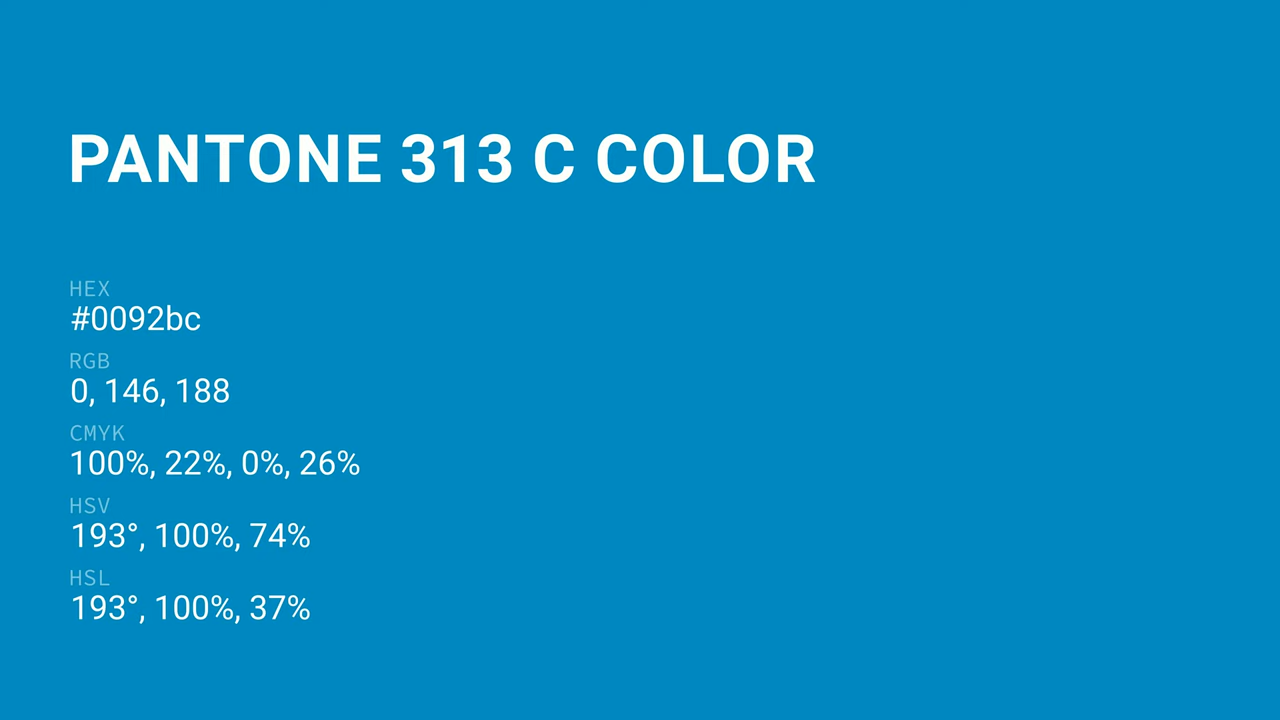 PANTONE 313 C COLOR
HEX
#0092bc
RGB
0, 146, 188
CMYK
100%, 22%, 0%, 26%
HSV
193°, 100%, 74%
HSL
193°, 100%, 37%